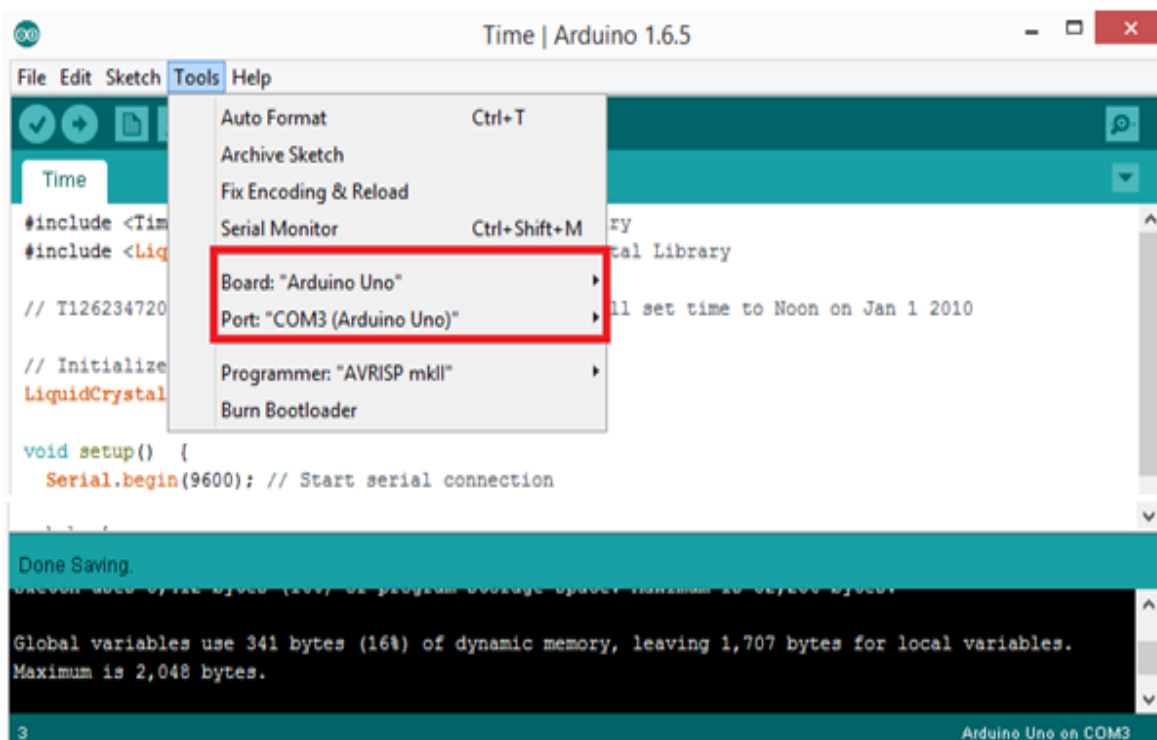 Time | Arduino 1.6.5
File Edit Sketch Tools Help
Auto Format Ctrl+T
Archive Sketch
Time
Fix Encoding & Reload
#include <Tim
Serial Monitor Ctrl+Shift+M
ry
#include <Liq
tal Library
Board: "Arduino Uno"
// T126234720
Port: "COM3 (Arduino Uno)"
ll set time to Noon on Jan 1 2010
// Initialize
Programmer: "AVRISP mkII"
LiquidCrystal
Burn Bootloader
void setup() {
Serial.begin(9600); // Start serial connection
Done Saving.
Global variables use 341 bytes (16%) of dynamic memory, leaving 1,707 bytes for local variables.
Maximum is 2,048 bytes.
3
Arduino Uno on COM3